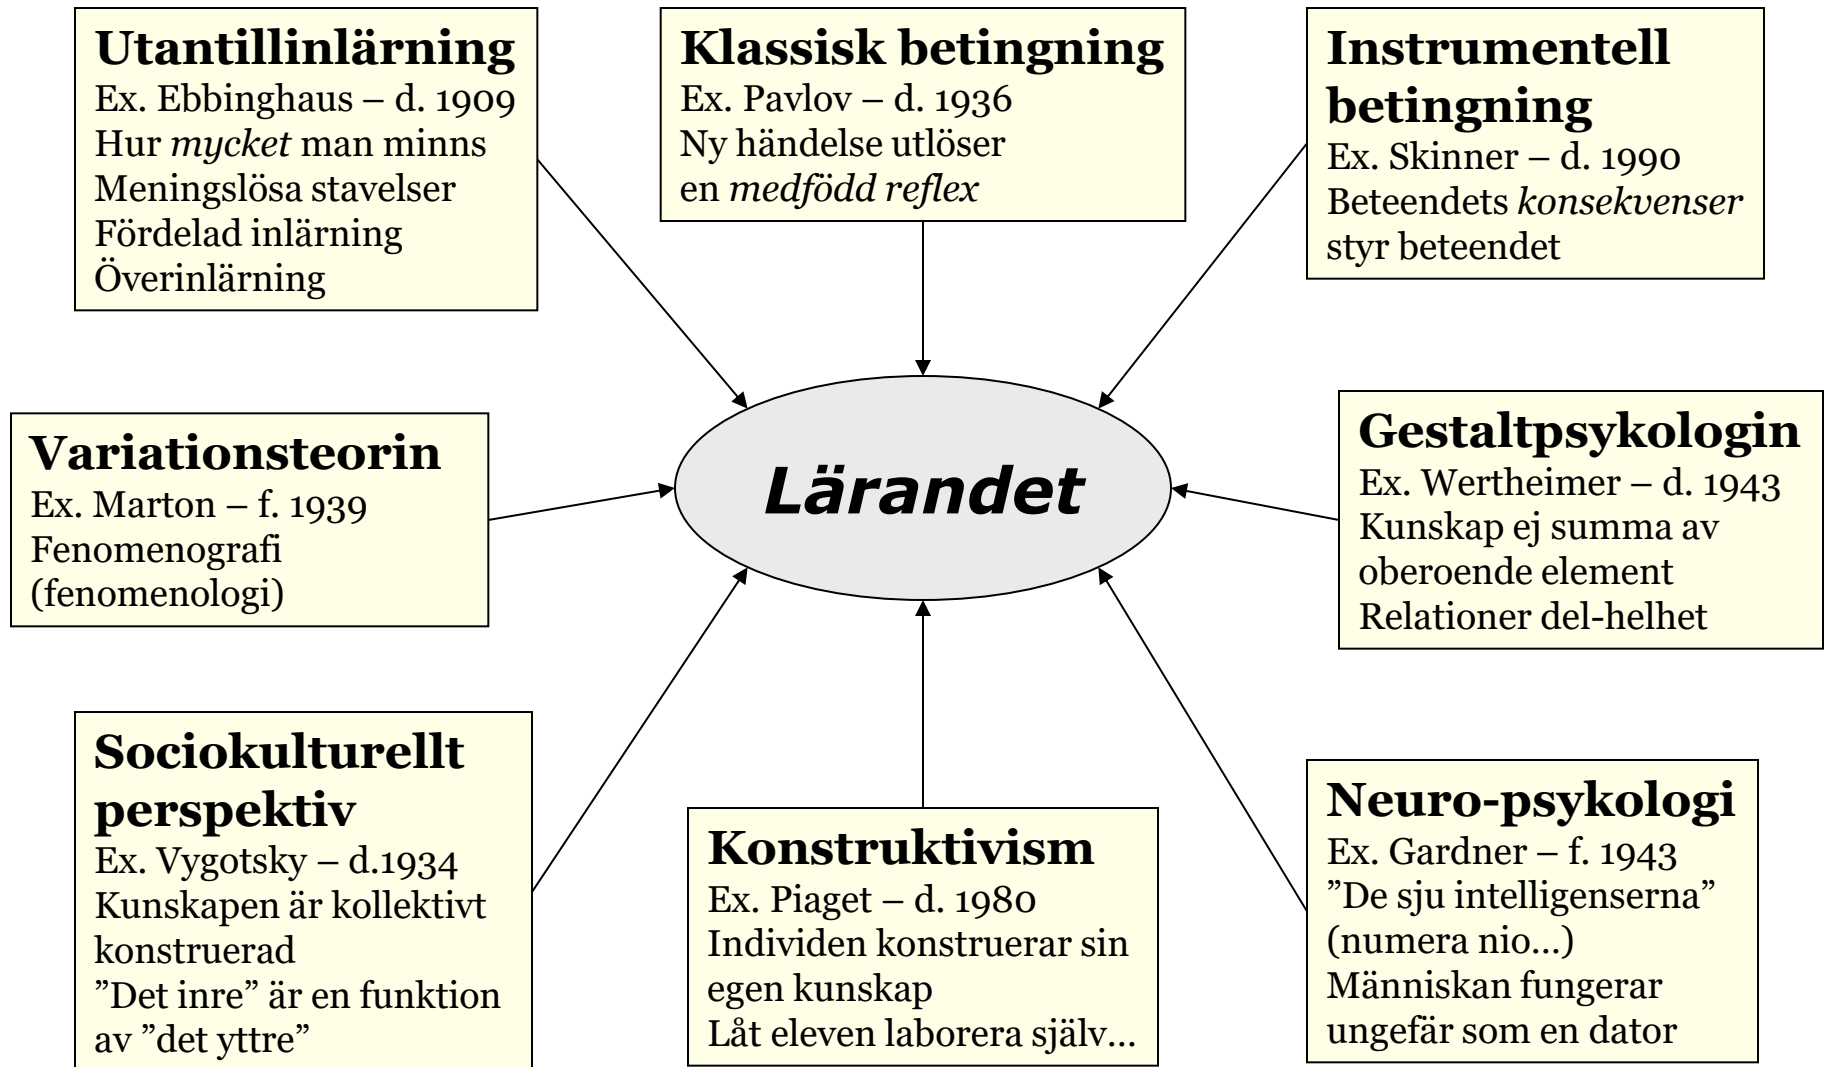 Utantillinlärning
Ex. Ebbinghaus – d. 1909
Hur mycket man minns
Meningslösa stavelser
Fördelad inlärning
Överinlärning
Klassisk betingning
Ex. Pavlov – d. 1936
Ny händelse utlöser
en medfödd reflex
Instrumentell
betingning
Ex. Skinner – d. 1990
Beteendets konsekvenser
styr beteendet
Variationsteorin
Ex. Marton – f. 1939
Fenomenografi
(fenomenologi)
Lärandet
Gestaltpsykologin
Ex. Wertheimer – d. 1943
Kunskap ej summa av
oberoende element
Relationer del-helhet
Sociokulturellt
perspektiv
Ex. Vygotsky – d.1934
Kunskapen är kollektivt
konstruerad
”Det inre” är en funktion
av ”det yttre”
Konstruktivism
Ex. Piaget – d. 1980
Individen konstruerar sin
egen kunskap
Låt eleven laborera själv...
Neuro-psykologi
Ex. Gardner – f. 1943
”De sju intelligenserna”
(numera nio...)
Människan fungerar
ungefär som en dator